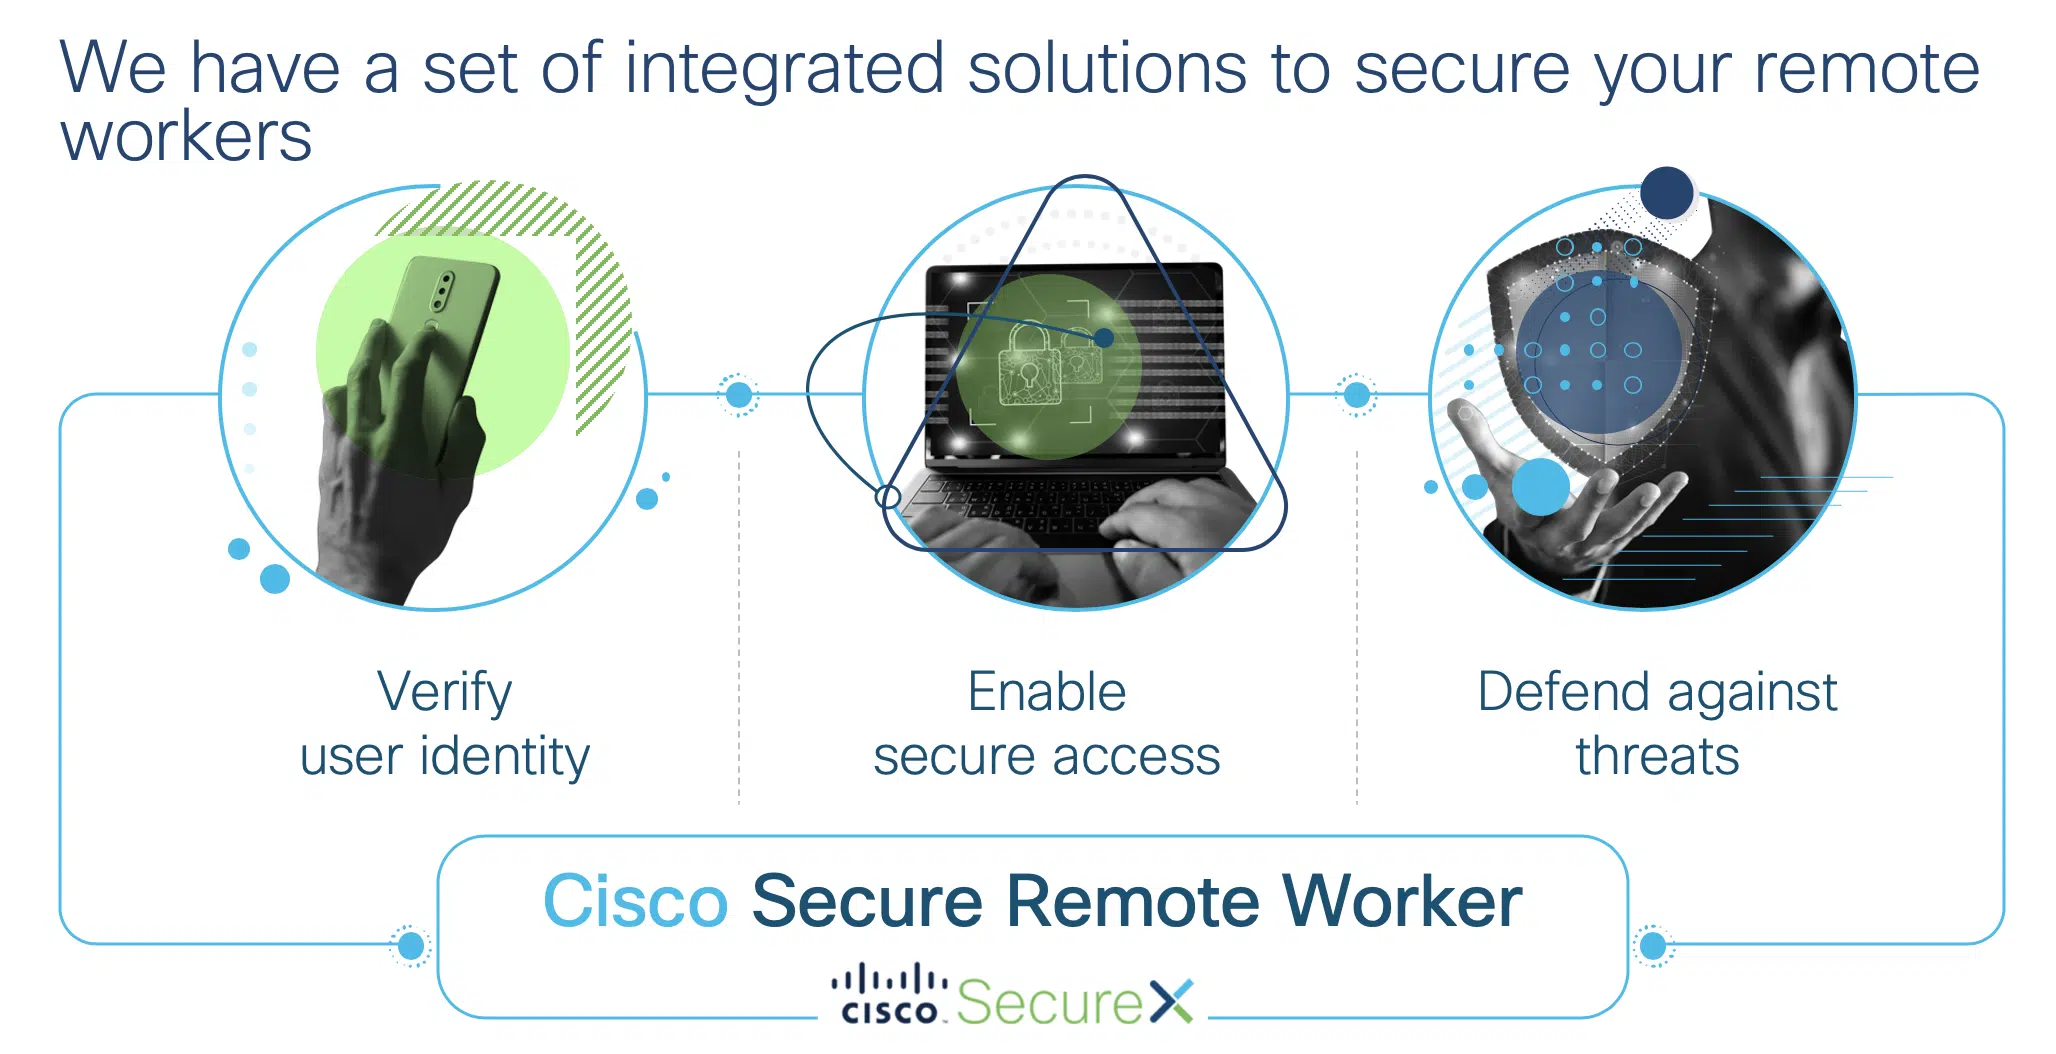 We have a set of integrated solutions to secure your remote
workers
Verify
user identity
Enable
secure access
Defend against
threats
Cisco Secure Remote Worker
CISCO SecureX